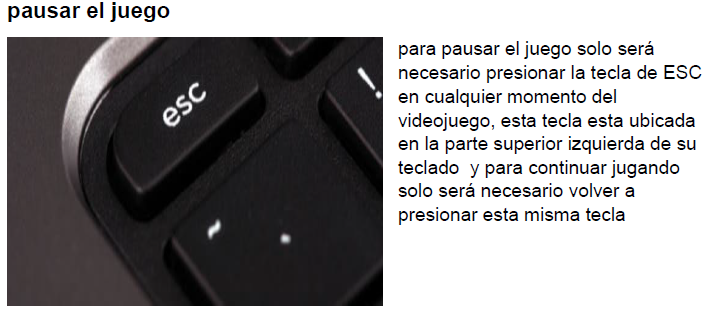 pausar el juego
esc
!
~
para pausar el juego solo será
necesario presionar la tecla de ESC
en cualquier momento del
videojuego, esta tecla esta ubicada
en la parte superior izquierda de su
teclado  y para continuar jugando
solo será necesario volver a
presionar esta misma tecla